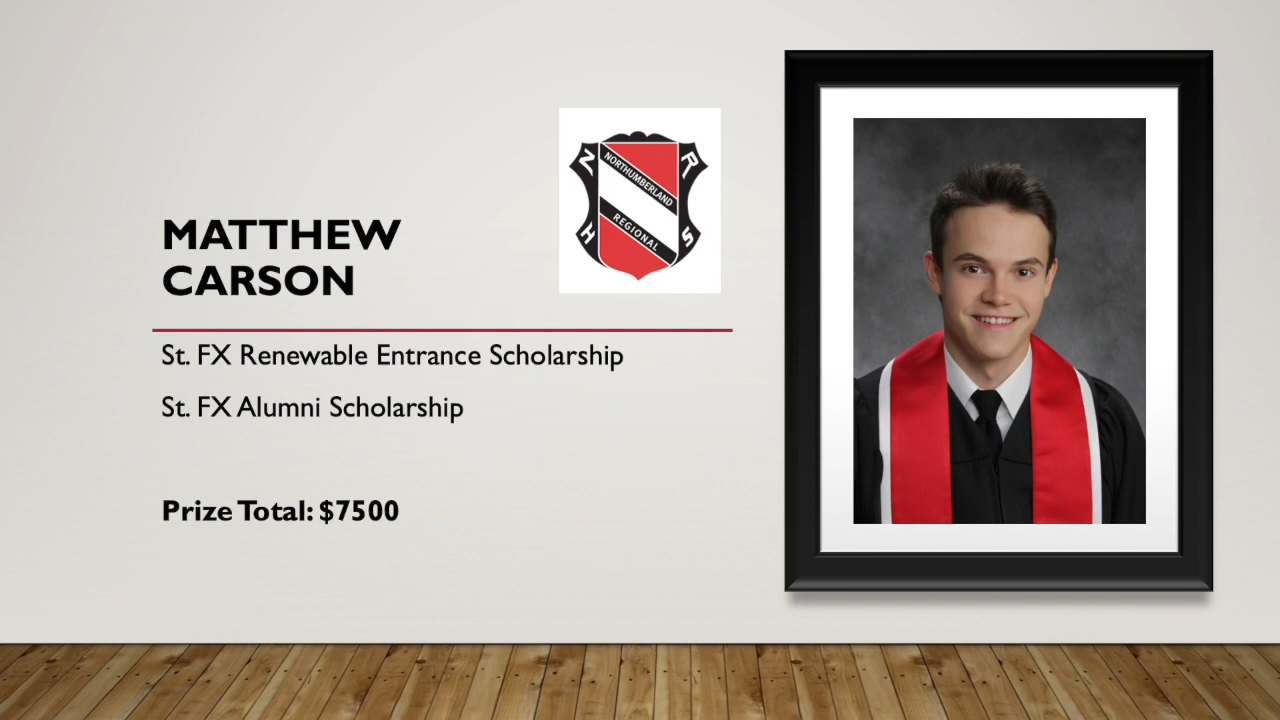 MATTHEW
CARSON
N R
NORTHUMBERLAND
REGIONAL
H S
St. FX Renewable Entrance Scholarship
St. FX Alumni Scholarship
Prize Total: $7500